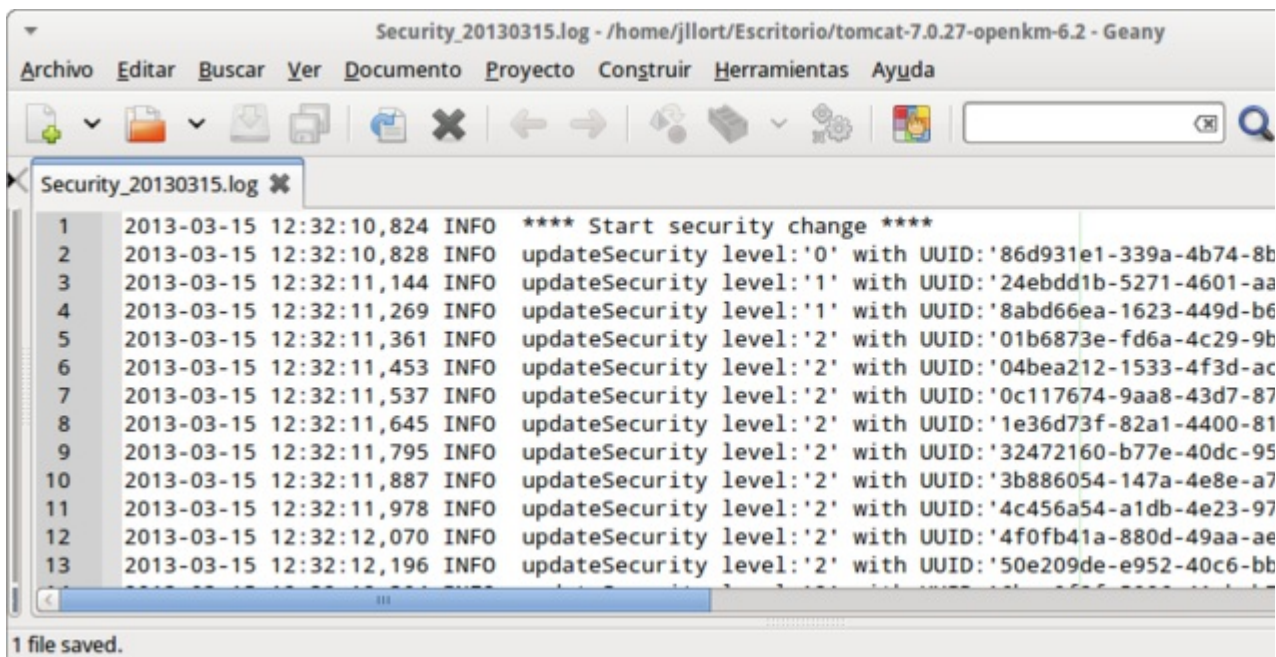 Security_20130315.log - /home/jllort/Escritorio/tomcat-7.0.27-openkm-6.2 - Geany
Archivo Editar Buscar Ver Documento Proyecto Construir Herramientas Ayuda
Security_20130315.log
1 2013-03-15 12:32:10,824 INFO **** Start security change ****
2 2013-03-15 12:32:10,828 INFO updateSecurity level:'0' with UUID:'86d931e1-339a-4b74-8b
3 2013-03-15 12:32:11,144 INFO updateSecurity level:'1' with UUID:'24ebdd1b-5271-4601-aa
4 2013-03-15 12:32:11,269 INFO updateSecurity level:'1' with UUID:'8abd66ea-1623-449d-b6
5 2013-03-15 12:32:11,361 INFO updateSecurity level:'2' with UUID:'01b6873e-fd6a-4c29-9b
6 2013-03-15 12:32:11,453 INFO updateSecurity level:'2' with UUID:'04bea212-1533-4f3d-ac
7 2013-03-15 12:32:11,537 INFO updateSecurity level:'2' with UUID:'0c117674-9aa8-43d7-87
8 2013-03-15 12:32:11,645 INFO updateSecurity level:'2' with UUID:'1e36d73f-82a1-4400-81
9 2013-03-15 12:32:11,795 INFO updateSecurity level:'2' with UUID:'32472160-b77e-40dc-95
10 2013-03-15 12:32:11,887 INFO updateSecurity level:'2' with UUID:'3b886054-147a-4e8e-a7
11 2013-03-15 12:32:11,978 INFO updateSecurity level:'2' with UUID:'4c456a54-a1db-4e23-97
12 2013-03-15 12:32:12,070 INFO updateSecurity level:'2' with UUID:'4f0fb41a-880d-49aa-ae
13 2013-03-15 12:32:12,196 INFO updateSecurity level:'2' with UUID:'50e209de-e952-40c6-bb
1 file saved.